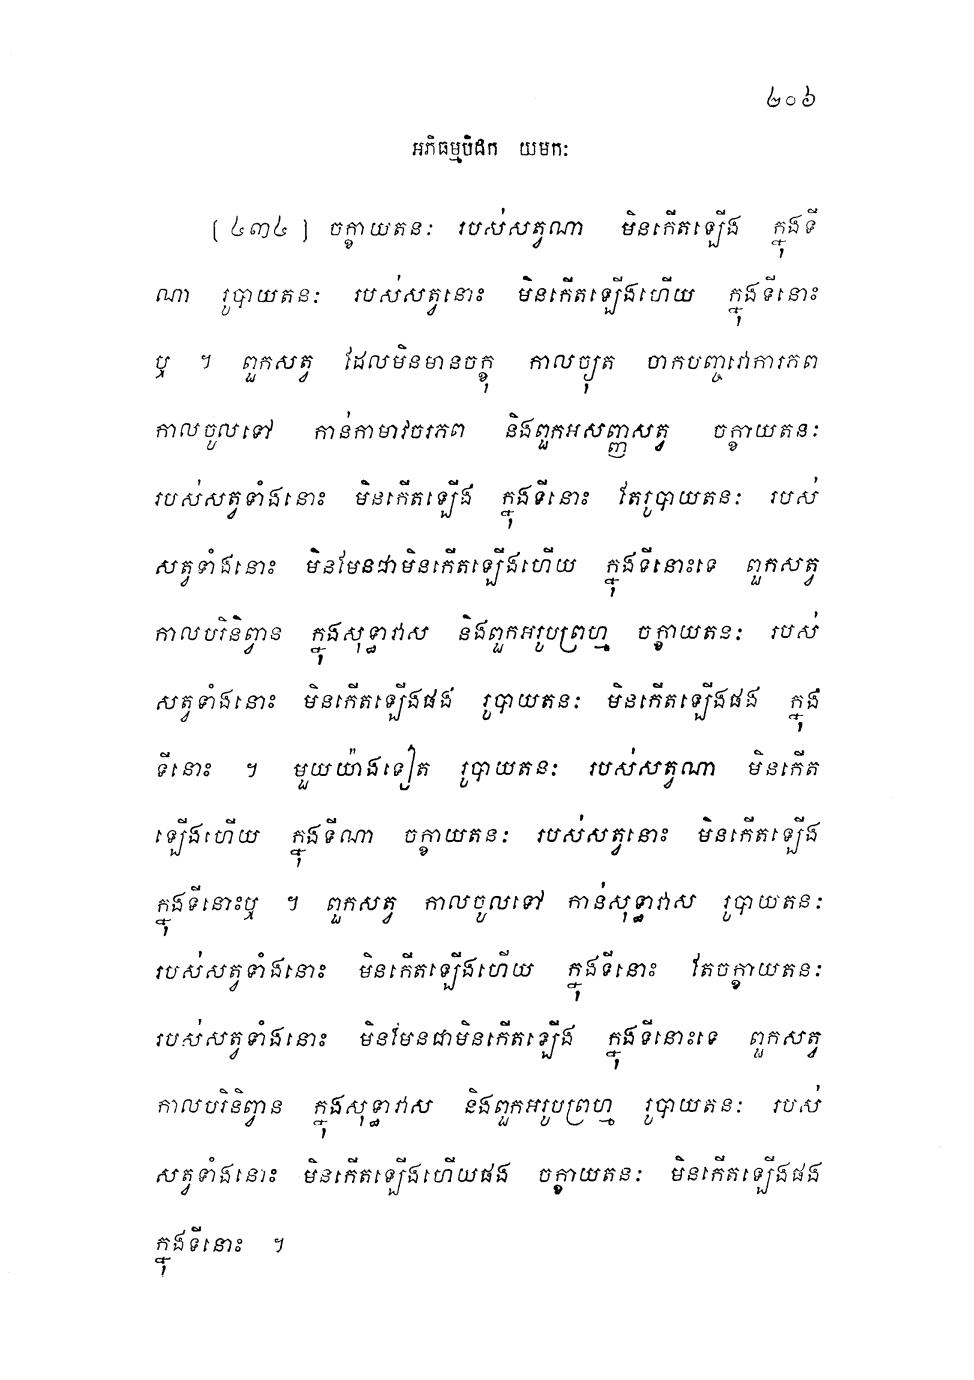 ២០៦
អភិធម្មបិដក យមកៈ
[៤៣៤] ចក្ខាយតនៈ របស់សត្វណា មិនកើតឡើង ក្នុងទី
ណា រូបាយតនៈ របស់សត្វនោះ មិនកើតឡើងហើយ ក្នុងទីនោះ
ឬ ។ ពួកសត្វ ដែលមិនមានចក្ខុ កាលច្យុត ចាកបញ្ចវោការភព
កាលចូលទៅ កាន់កាមាវចរភព និងពួកអសញ្ញសត្វ ចក្ខាយតនៈ
របស់សត្វទាំងនោះ មិនកើតឡើង ក្នុងទីនោះ តែរូបាយតនៈ របស់
សត្វទាំងនោះ មិនមែនជាមិនកើតឡើងហើយ ក្នុងទីនោះទេ ពួកសត្វ
កាលបរិនិព្វាន ក្នុងសុទ្ធាវាស និងពួកអរូបព្រហ្ម ចក្ខាយតនៈ របស់
សត្វទាំងនោះ មិនកើតឡើងផង រូបាយតនៈ មិនកើតឡើងផង ក្នុង
ទីនោះ ។ មួយយ៉ាងទៀត រូបាយតនៈ របស់សត្វណា មិនកើត
ឡើងហើយ ក្នុងទីណា ចក្ខាយតនៈ របស់សត្វនោះ មិនកើតឡើង
ក្នុងទីនោះឬ ។ ពួកសត្វ កាលចូលទៅ កាន់សុទ្ធាវាស រូបាយតនៈ
របស់សត្វទាំងនោះ មិនកើតឡើងហើយ ក្នុងទីនោះ តែចក្ខាយតនៈ
របស់សត្វទាំងនោះ មិនមែនជាមិនកើតឡើង ក្នុងទីនោះទេ ពួកសត្វ
កាលបរិនិព្វាន ក្នុងសុទ្ធាវាស និងពួកអរូបព្រហ្ម រូបាយតនៈ របស់
សត្វទាំងនោះ មិនកើតឡើងហើយផង ចក្ខាយតនៈ មិនកើតឡើងផង
ក្នុងទីនោះ ។